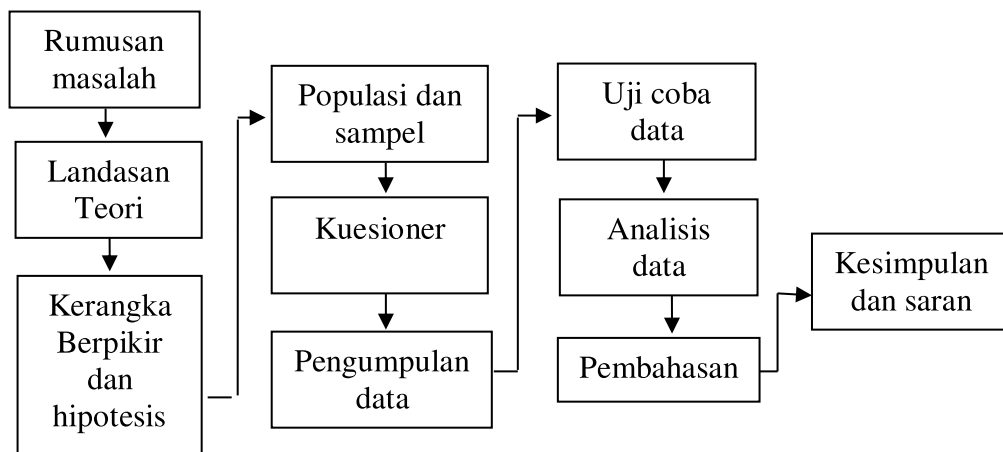 Rumusan
masalah
Landasan
Teori
Kerangka
Berpikir
dan
hipotesis
Populasi dan
sampel
Kuesioner
Pengumpulan
data
Uji coba
data
Analisis
data
Pembahasan
Kesimpulan
dan saran